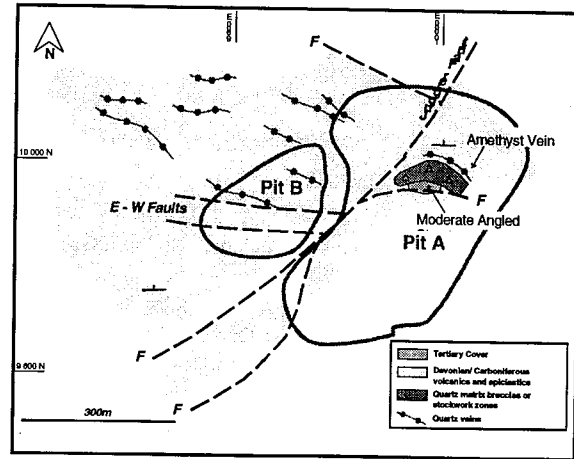 N
F
10 000 N
Amethyst Vein
Pit B
E - W Faults
F
Moderate Angled
Pit A
F
9 600 N
F
300m
Tertiary Cover
Devonian/ Carboniferous
volcanics and epiclastics
Quartz matrix breccias or
stockwork zones
Quartz veins